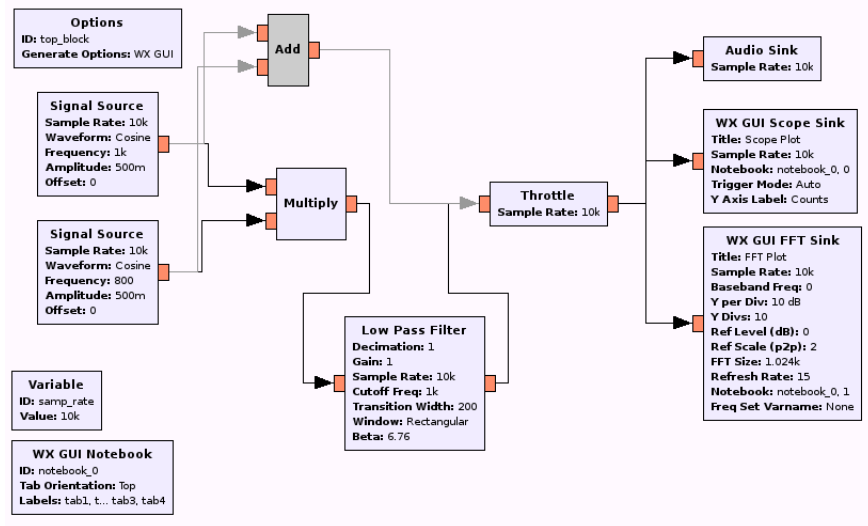 Options
ID: top_block
Generate Options: WX GUI
Add
Audio Sink
Sample Rate: 10k
Signal Source
Sample Rate: 10k
Waveform: Cosine
Frequency: 1k
Amplitude: 500m
Offset: 0
WX GUI Scope Sink
Title: Scope Plot
Sample Rate: 10k
Notebook: notebook_0, 0
Trigger Mode: Auto
Y Axis Label: Counts
Multiply
Throttle
Sample Rate: 10k
Signal Source
Sample Rate: 10k
Waveform: Cosine
Frequency: 800
Amplitude: 500m
Offset: 0
WX GUI FFT Sink
Title: FFT Plot
Sample Rate: 10k
Baseband Freq: 0
Y per Div: 10 dB
Y Divs: 10
Ref Level (dB): 0
Ref Scale (p2p): 2
FFT Size: 1.024k
Refresh Rate: 15
Notebook: notebook_0, 1
Freq Set Varname: None
Low Pass Filter
Decimation: 1
Gain: 1
Sample Rate: 10k
Cutoff Freq: 1k
Transition Width: 200
Window: Rectangular
Beta: 6.76
Variable
ID: samp_rate
Value: 10k
WX GUI Notebook
ID: notebook_0
Tab Orientation: Top
Labels: tab1, t... tab3, tab4